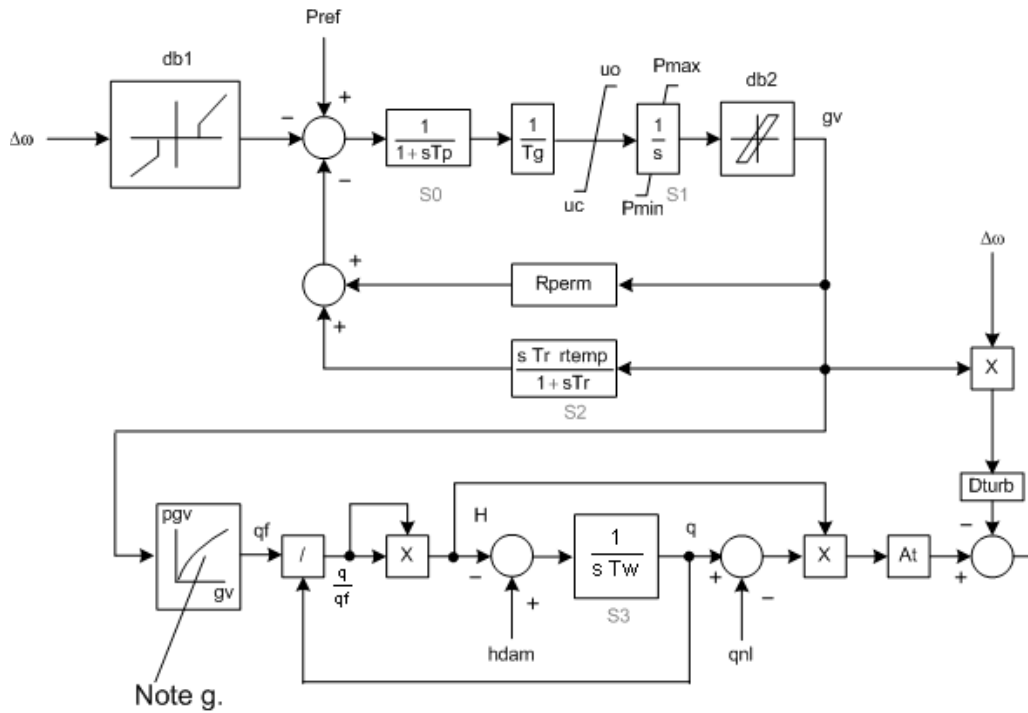 Pref
db1
uo
Pmax
db2
gv
Δω
−
+
1
1+sTp
1
Tg
1
s
S0
uc
Pmin
S1
−
Δω
+
Rperm
+
s Tr rtemp
1+sTr
S2
X
Dturb
pgv
gv
qf
/
q
qf
X
H
−
+
1
s Tw
S3
q
+
−
X
At
−
+
hdam
qnl
Note g.